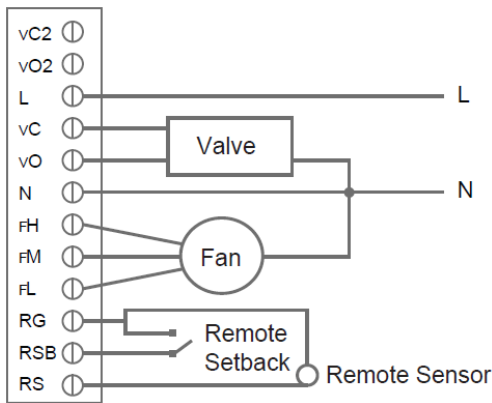 vC2
vO2
L
L
vC
Valve
vO
N
N
FH
FM
Fan
FL
RG
Remote
RSB
Setback
RS
Remote Sensor